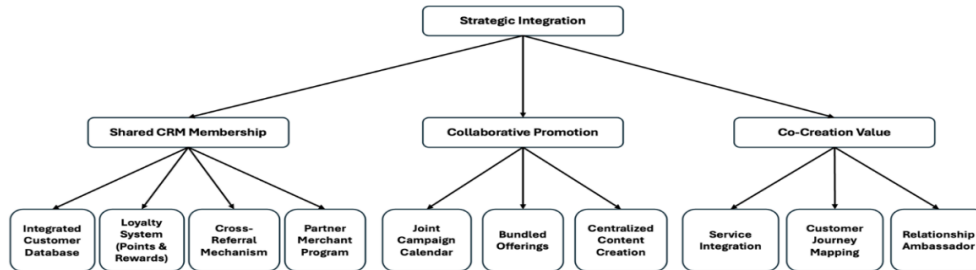 Strategic Integration
Shared CRM Membership
Collaborative Promotion
Co-Creation Value
Integrated
Customer
Database
Loyalty
System
(Points &
Rewards)
Cross-
Referral
Mechanism
Partner
Merchant
Program
Joint
Campaign
Calendar
Bundled
Offerings
Centralized
Content
Creation
Service
Integration
Customer
Journey
Mapping
Relationship
Ambassador